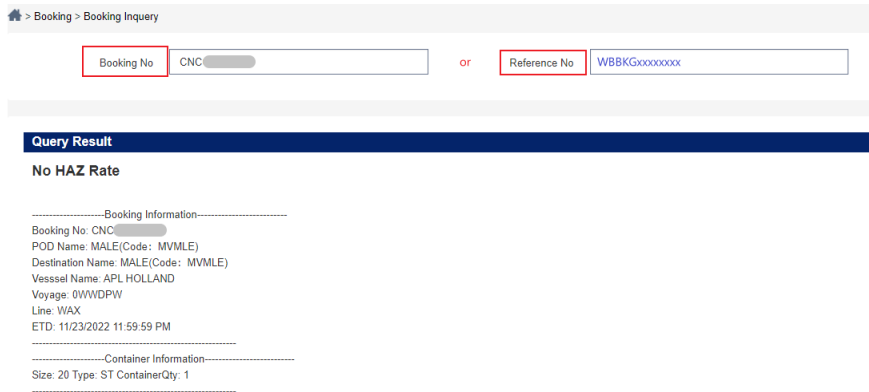 > Booking > Booking Inquery
Booking No CNC or Reference No WBBKGxxxxxxxx
Query Result
No HAZ Rate
---------------------Booking Information--------------------------
Booking No: CNC
POD Name: MALE(Code: MVMLE)
Destination Name: MALE(Code: MVMLE)
Vesssel Name: APL HOLLAND
Voyage: 0WWDPW
Line: WAX
ETD: 11/23/2022 11:59:59 PM
-----------------------------------------------------------
---------------------Container Information--------------------------
Size: 20 Type: ST ContainerQty: 1
-----------------------------------------------------------